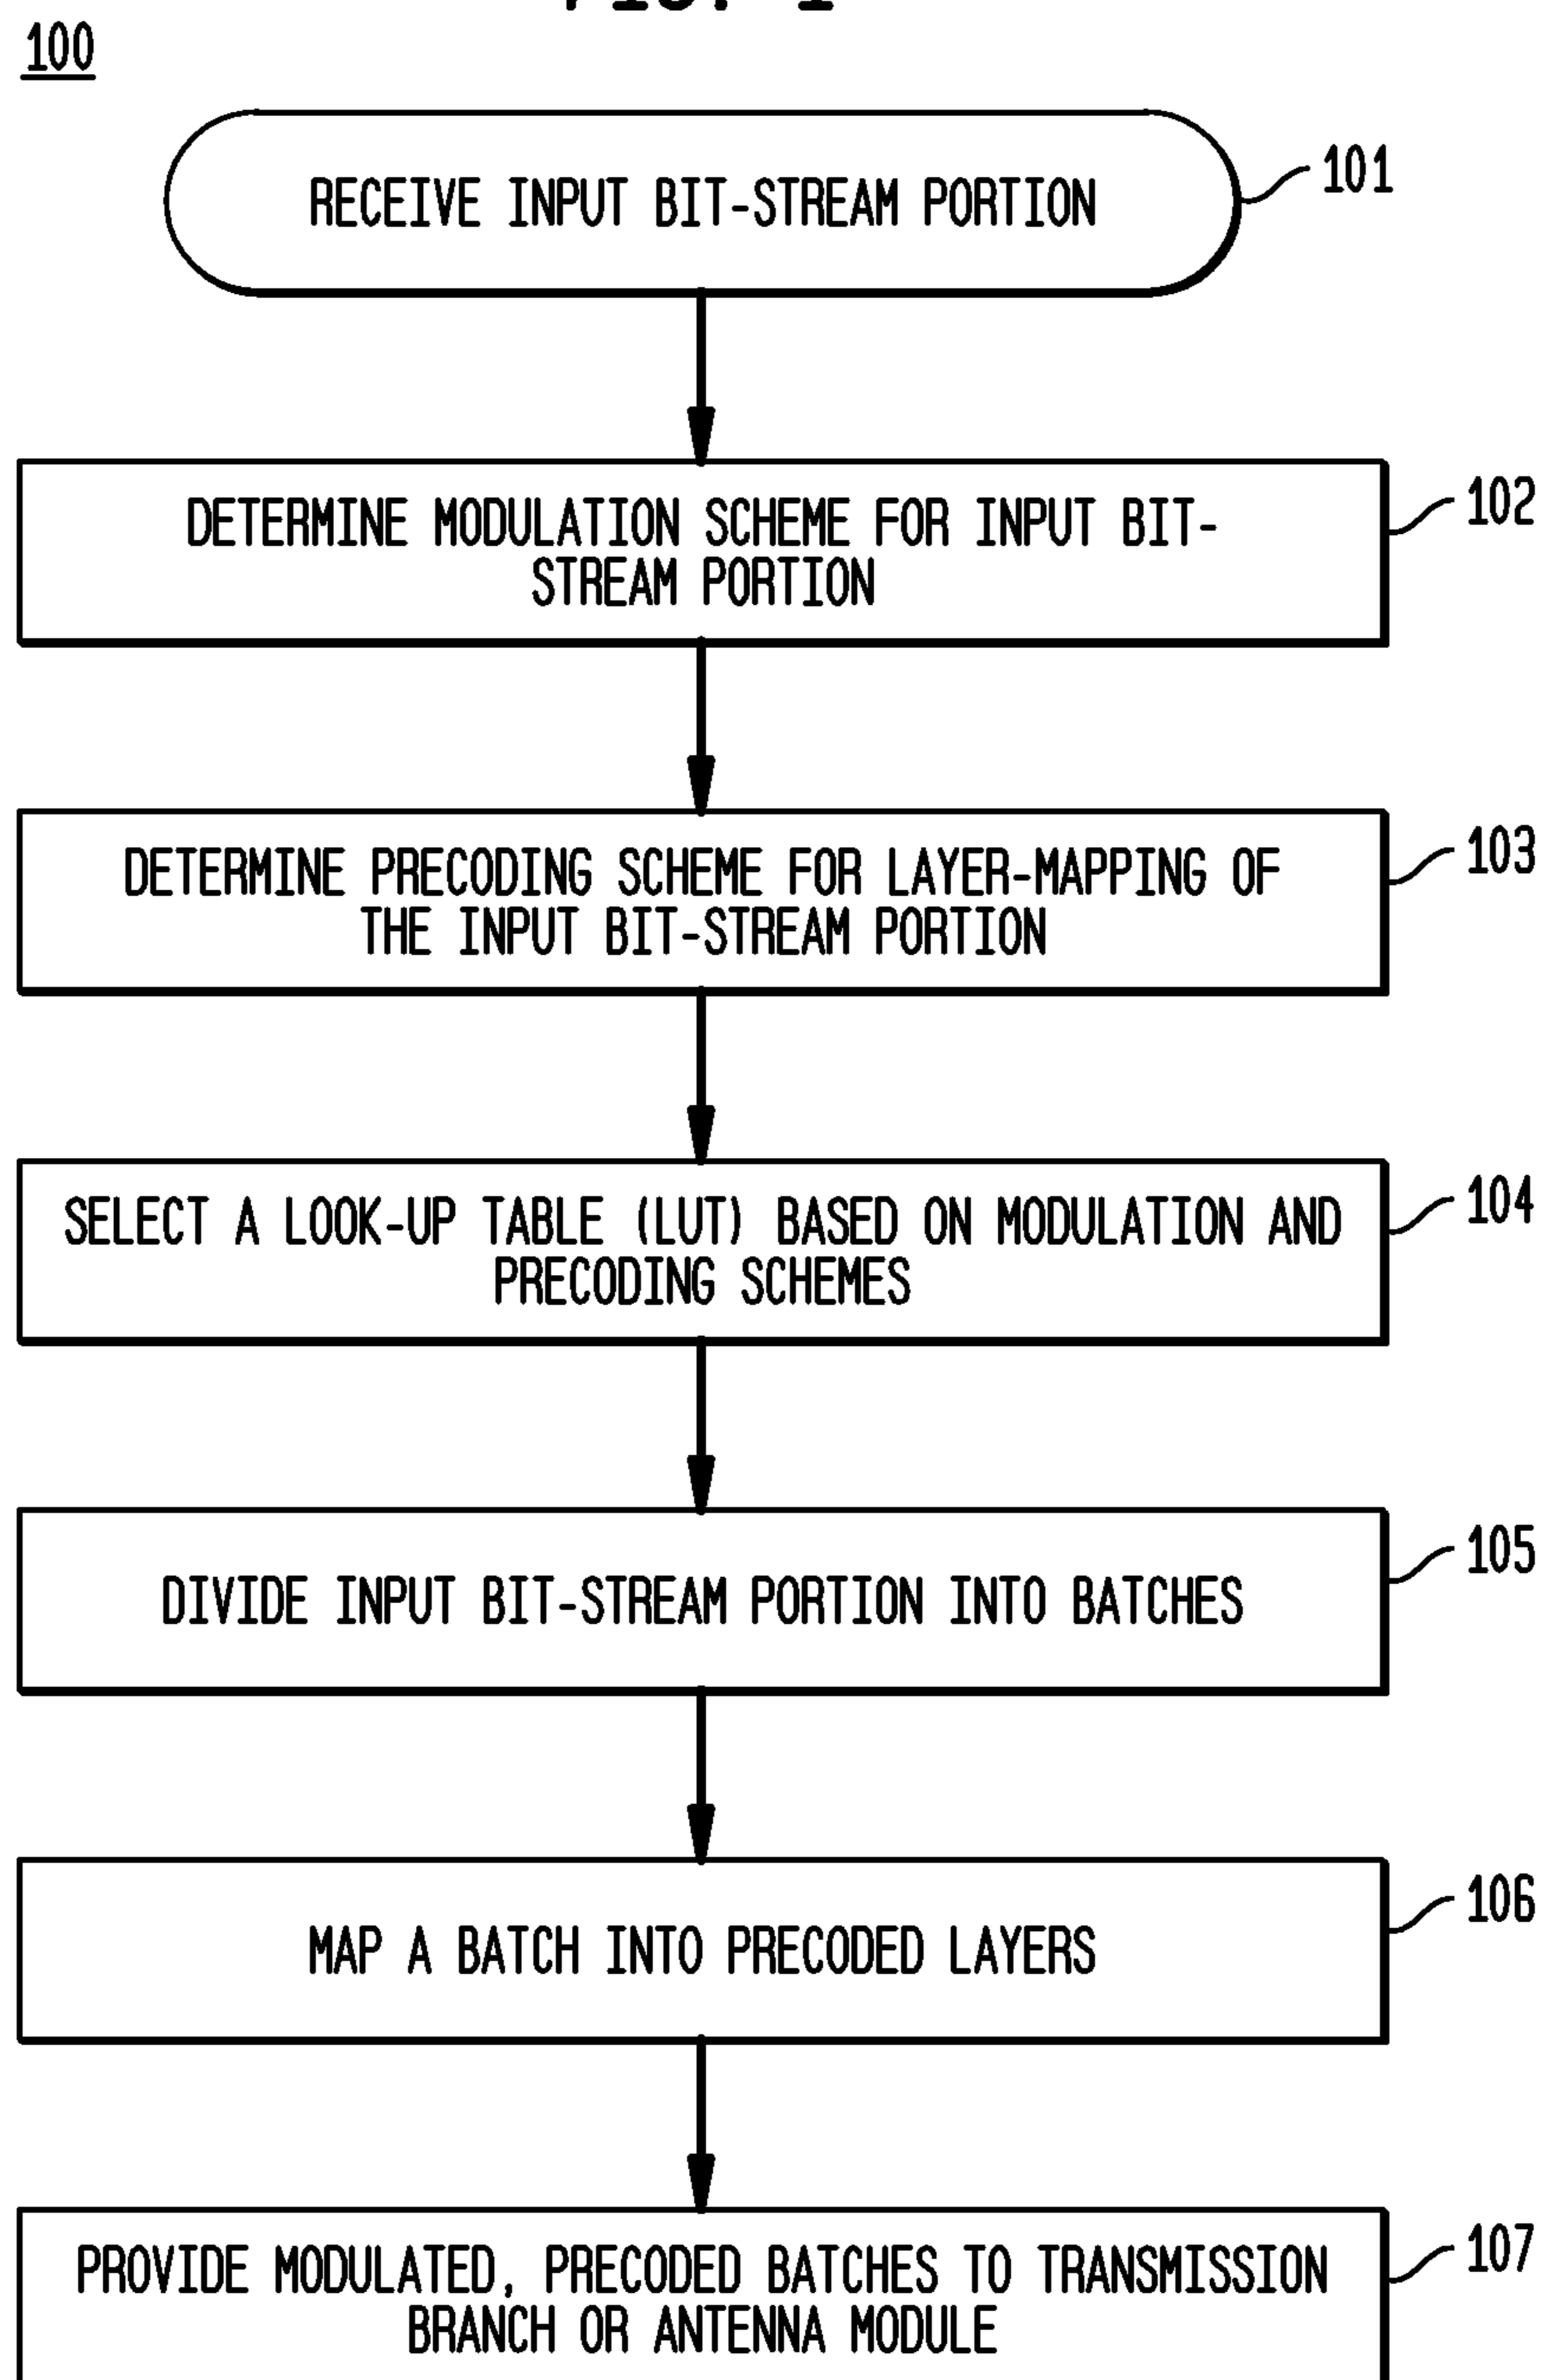 FIG. 1
100
RECEIVE INPUT BIT-STREAM PORTION
101
DETERMINE MODULATION SCHEME FOR INPUT BIT-
STREAM PORTION
102
DETERMINE PRECODING SCHEME FOR LAYER-MAPPING OF
THE INPUT BIT-STREAM PORTION
103
SELECT A LOOK-UP TABLE (LUT) BASED ON MODULATION AND
PRECODING SCHEMES
104
DIVIDE INPUT BIT-STREAM PORTION INTO BATCHES
105
MAP A BATCH INTO PRECODED LAYERS
106
PROVIDE MODULATED, PRECODED BATCHES TO TRANSMISSION
BRANCH OR ANTENNA MODULE
107